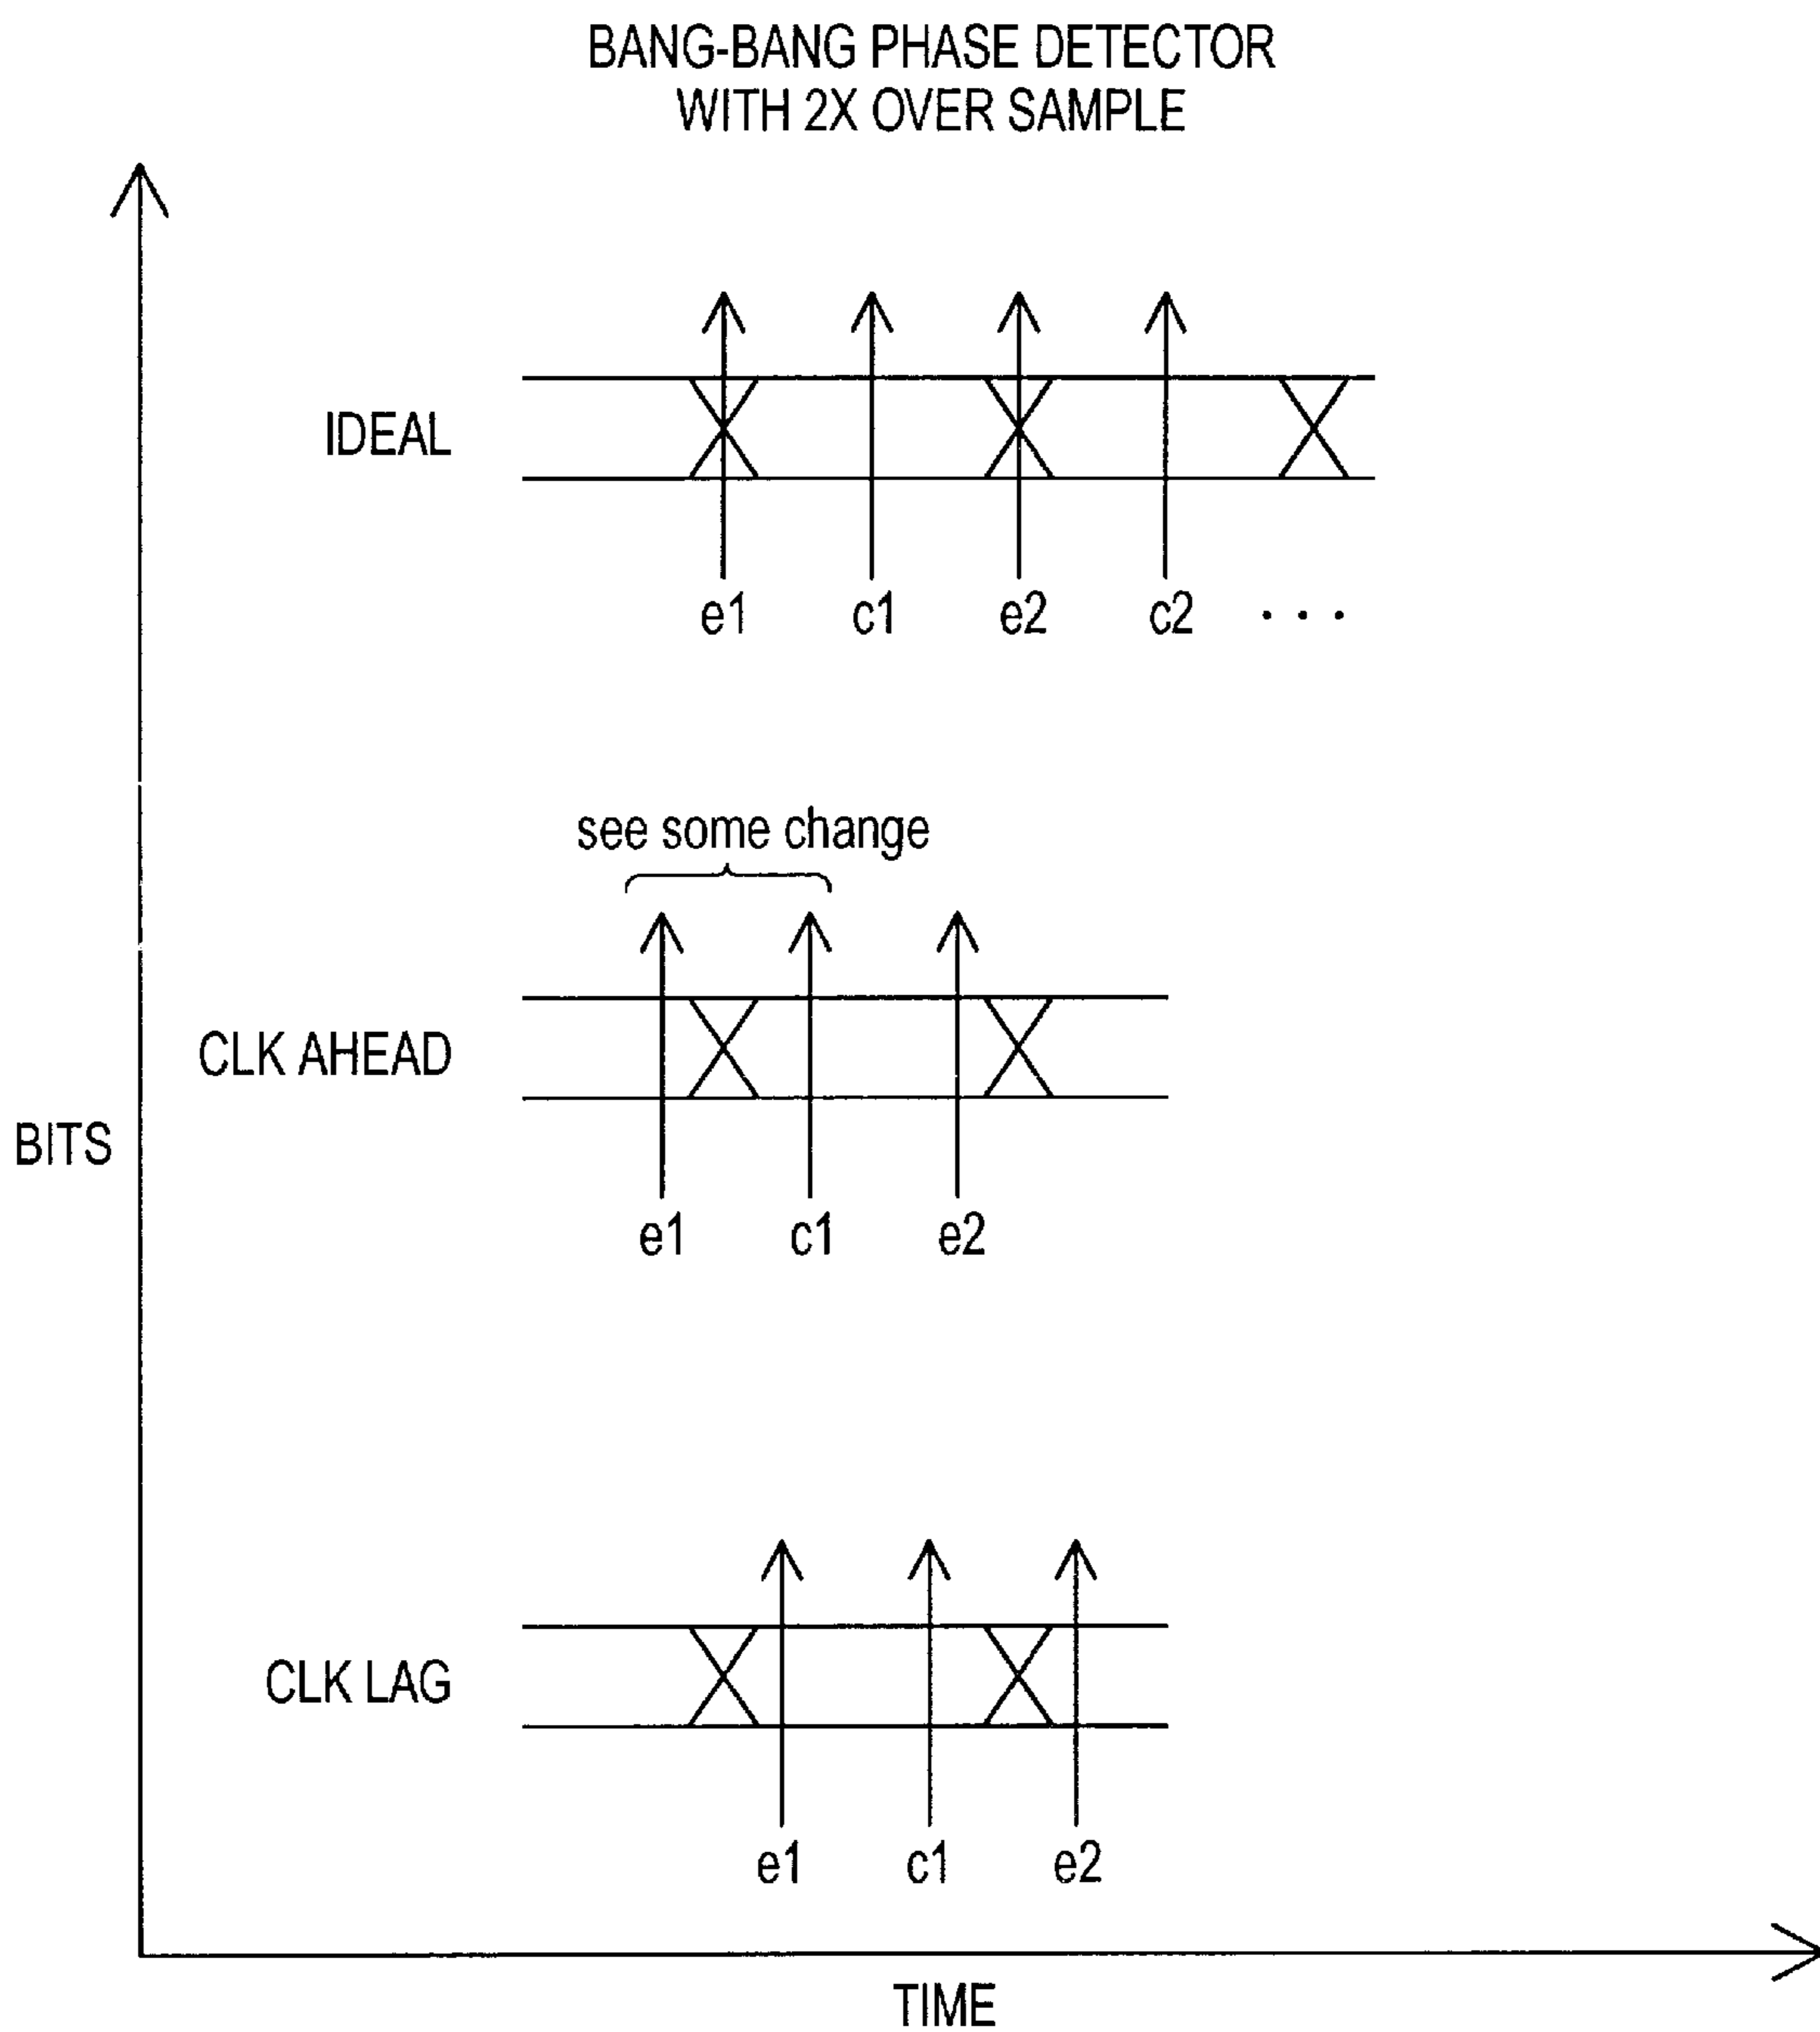 BANG-BANG PHASE DETECTOR
WITH 2X OVER SAMPLE
IDEAL
e1 c1 e2 c2 . . .
see some change
CLK AHEAD
BITS
e1 c1 e2
CLK LAG
e1 c1 e2
TIME